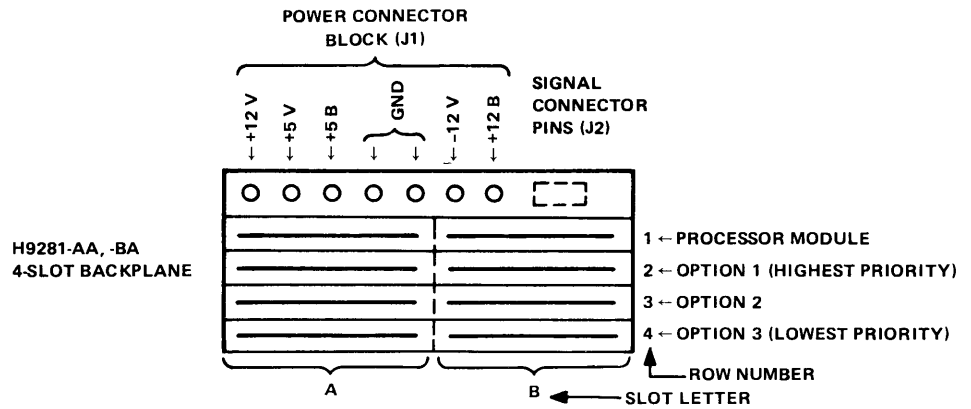 POWER CONNECTOR
BLOCK (J1)
+12 V
+5 V
+5 B
GND
-12 V
+12 B
SIGNAL
CONNECTOR
PINS (J2)
H9281-AA, -BA
4-SLOT BACKPLANE
1 ← PROCESSOR MODULE
2 ← OPTION 1 (HIGHEST PRIORITY)
3 ← OPTION 2
4 ← OPTION 3 (LOWEST PRIORITY)
ROW NUMBER
A
B
SLOT LETTER